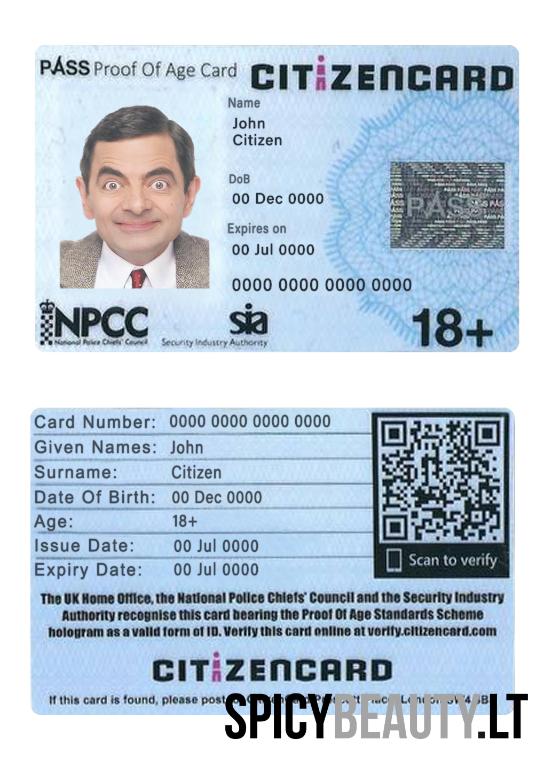 PASS Proof Of Age Card CITIZENCARD
Name
John
Citizen
DoB
00 Dec 0000
Expires on
00 Jul 0000
0000 0000 0000 0000
PASS
NPCC
National Police Chiefs' Council
sia
Security Industry Authority
18+
Card Number: 0000 0000 0000 0000
Given Names: John
Surname: Citizen
Date Of Birth: 00 Dec 0000
Age: 18+
Issue Date: 00 Jul 0000
Expiry Date: 00 Jul 0000
Scan to verify
The UK Home Office, the National Police Chiefs' Council and the Security Industry
Authority recognise this card bearing the Proof Of Age Standards Scheme
hologram as a valid form of ID. Verify this card online at verify.citizencard.com
CITIZENCARD
If this card is found, please post
SPICYBEAUTY.LT